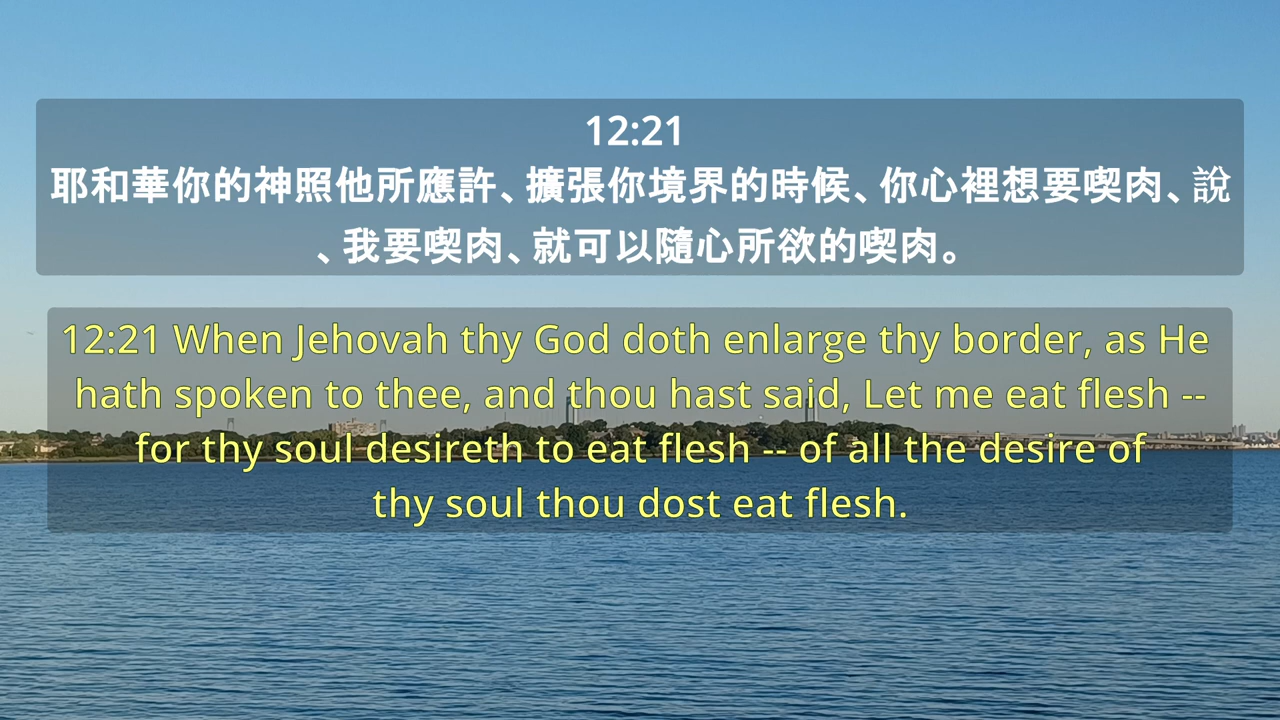 12:21
耶和華你的神照他所應許、擴張你境界的時候、你心裡想要喫肉、說
、我要喫肉、就可以隨心所欲的喫肉。
12:21 When Jehovah thy God doth enlarge thy border, as He
hath spoken to thee, and thou hast said, Let me eat flesh --
for thy soul desireth to eat flesh -- of all the desire of
thy soul thou dost eat flesh.